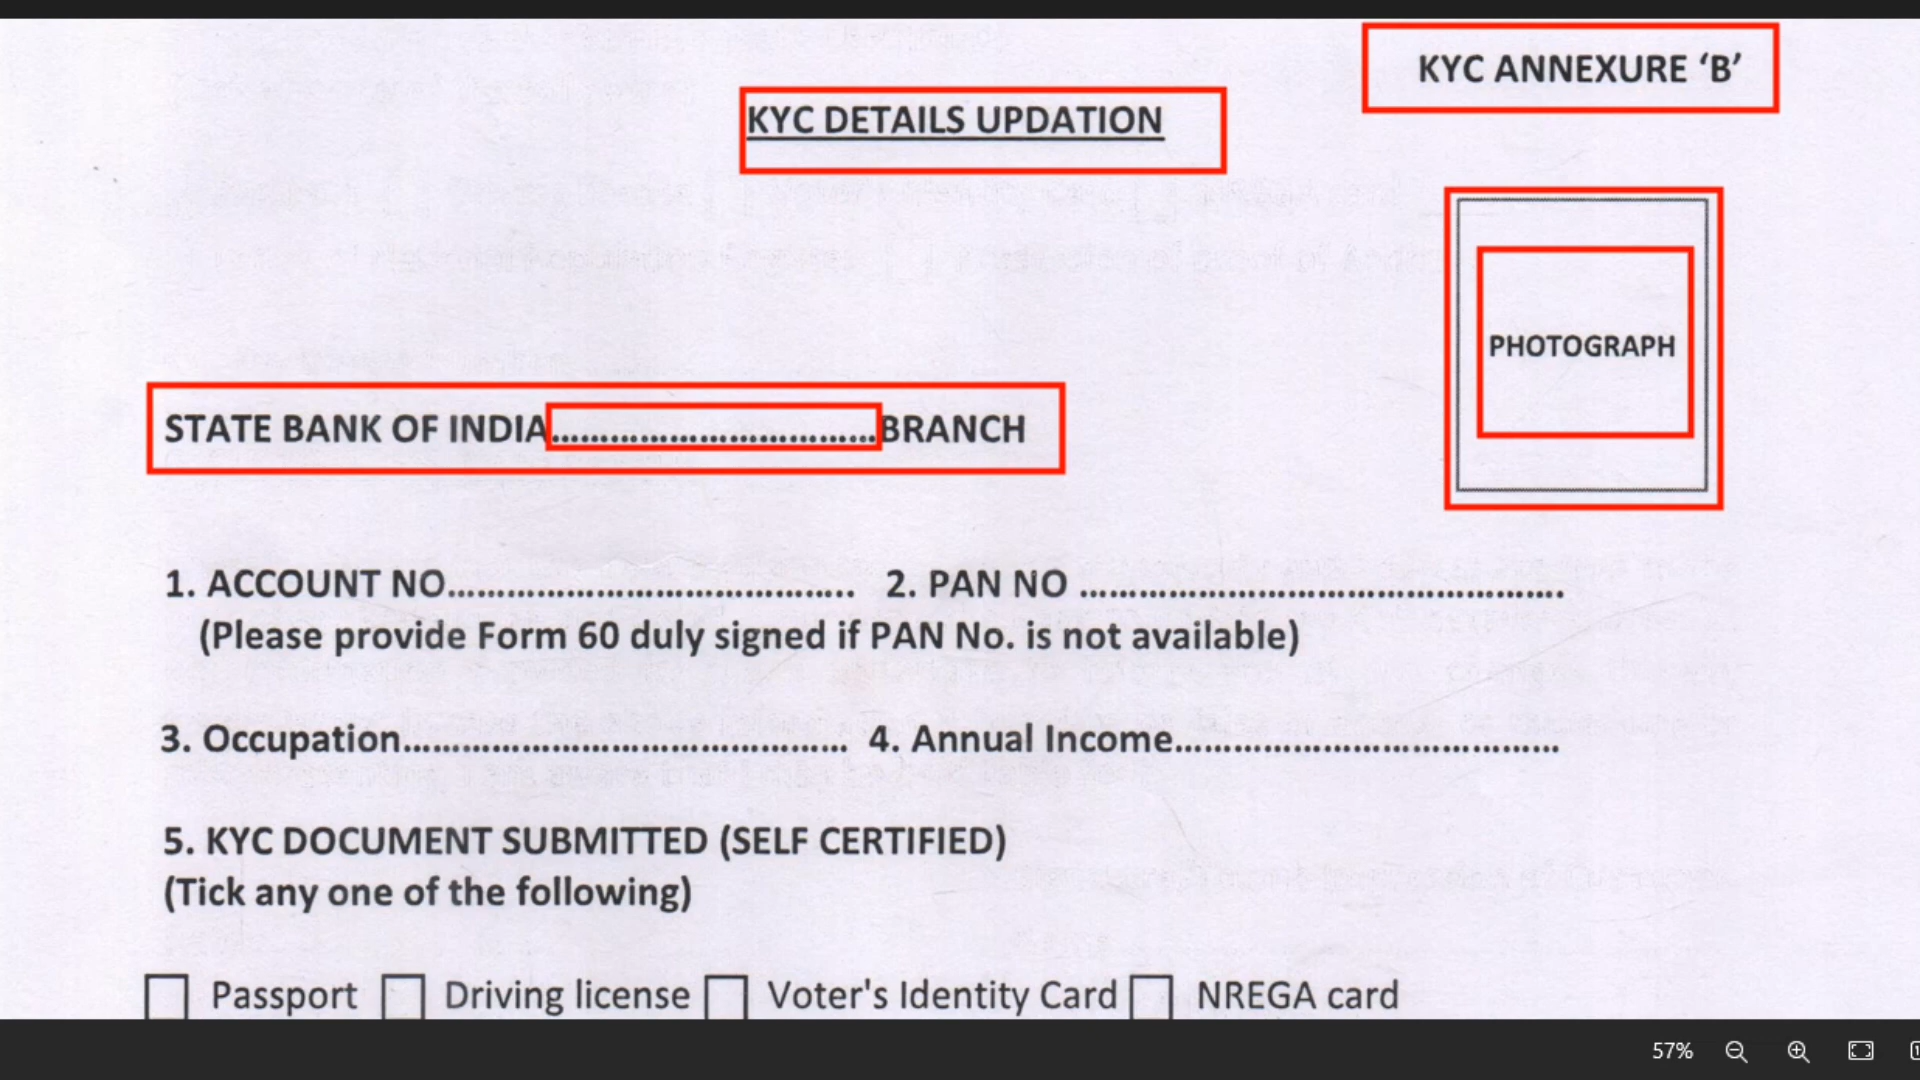 KYC ANNEXURE ‘B’
KYC DETAILS UPDATION
PHOTOGRAPH
STATE BANK OF INDIA.................................BRANCH
1. ACCOUNT NO.......................................... 2. PAN NO .................................................
(Please provide Form 60 duly signed if PAN No. is not available)
3. Occupation............................................. 4. Annual Income.......................................
5. KYC DOCUMENT SUBMITTED (SELF CERTIFIED)
(Tick any one of the following)
Passport Driving license Voter's Identity Card NREGA card
57%